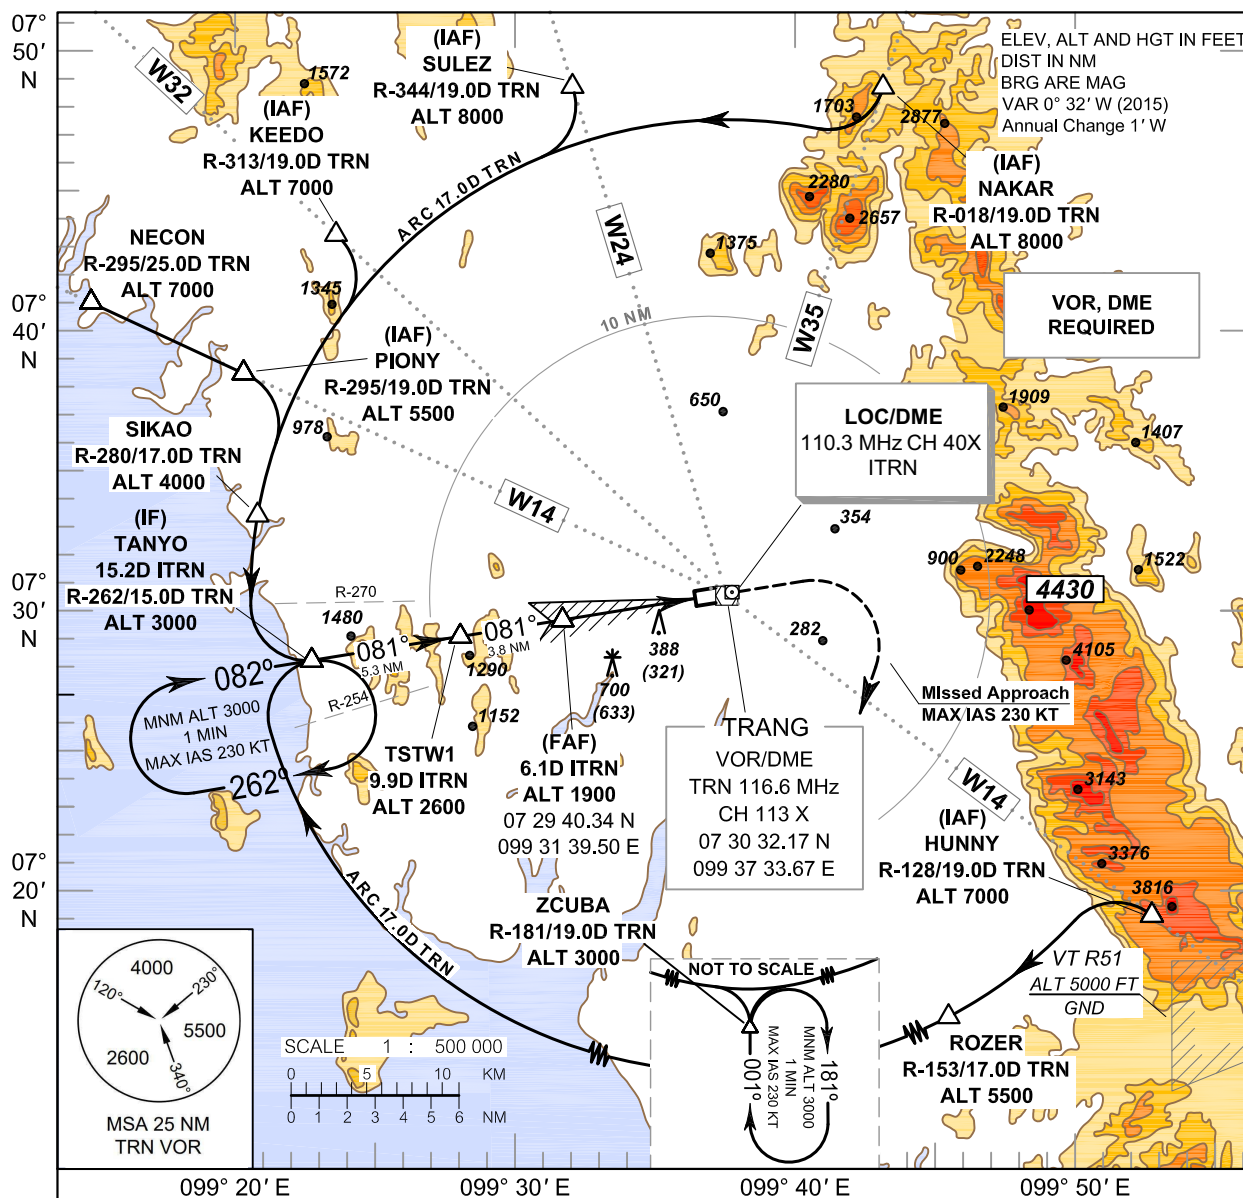 07°
50′
N
W32
1572
(IAF)
KEEDO
R-313/19.0D TRN
ALT 7000
(IAF)
SULEZ
R-344/19.0D TRN
ALT 8000
1703
2877
ELEV, ALT AND HGT IN FEET
DIST IN NM
BRG ARE MAG
VAR 0° 32′ W (2015)
Annual Change 1′ W
(IAF)
NAKAR
R-018/19.0D TRN
ALT 8000
ARC 17.0D TRN
2280
2657
1375
W24
NECON
R-295/25.0D TRN
ALT 7000
1345
07°
40′
N
10 NM
W35
VOR, DME
REQUIRED
(IAF)
PIONY
R-295/19.0D TRN
ALT 5500
650
LOC/DME
110.3 MHz CH 40X
ITRN
1909
1407
978
SIKAO
R-280/17.0D TRN
ALT 4000
W14
354
(IF)
TANYO
15.2D ITRN
R-262/15.0D TRN
ALT 3000
900
2248
1522
4430
07°
30′
N
R-270
1480
081°
5.3 NM
081°
3.8 NM
1290
388
(321)
282
4105
082°
R-254
MNM ALT 3000
1 MIN
MAX IAS 230 KT
262°
1152
700
(633)
MIssed Approach
MAX IAS 230 KT
TSTW1
9.9D ITRN
ALT 2600
(FAF)
6.1D ITRN
ALT 1900
07 29 40.34 N
099 31 39.50 E
TRANG
VOR/DME
TRN 116.6 MHz
CH 113 X
07 30 32.17 N
099 37 33.67 E
W14
3143
(IAF)
HUNNY
R-128/19.0D TRN
ALT 7000
3376
3816
07°
20′
N
ARC 17.0D TRN
ZCUBA
R-181/19.0D TRN
ALT 3000
NOT TO SCALE
001°
MAX IAS 230 KT
1 MIN
MNM ALT 3000
181°
VT R51
ALT 5000 FT
GND
ROZER
R-153/17.0D TRN
ALT 5500
4000
120°
230°
5500
2600
340°
MSA 25 NM
TRN VOR
SCALE 1 : 500 000
0 5 10 KM
0 1 2 3 4 5 6 NM
099° 20′ E
099° 30′ E
099° 40′ E
099° 50′ E